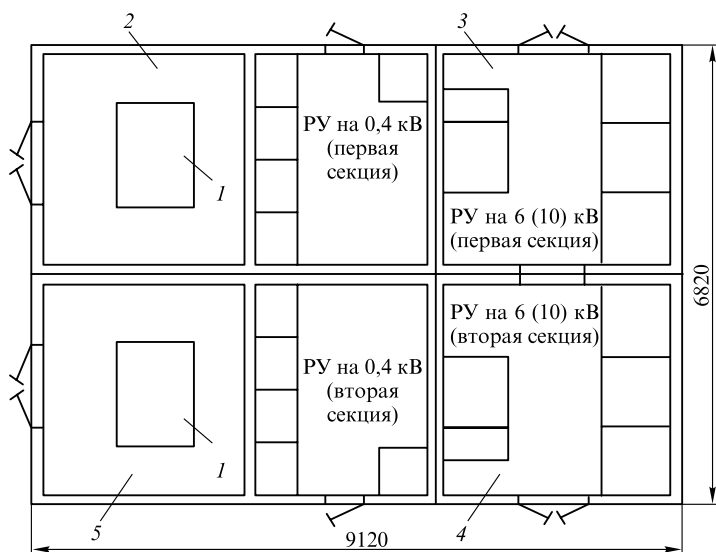 2
3
РУ на 0,4 кВ
(первая
секция)
1
РУ на 6 (10) кВ
(первая секция)
6820
РУ на 6 (10) кВ
(вторая секция)
РУ на 0,4 кВ
(вторая
секция)
1
5
4
9120